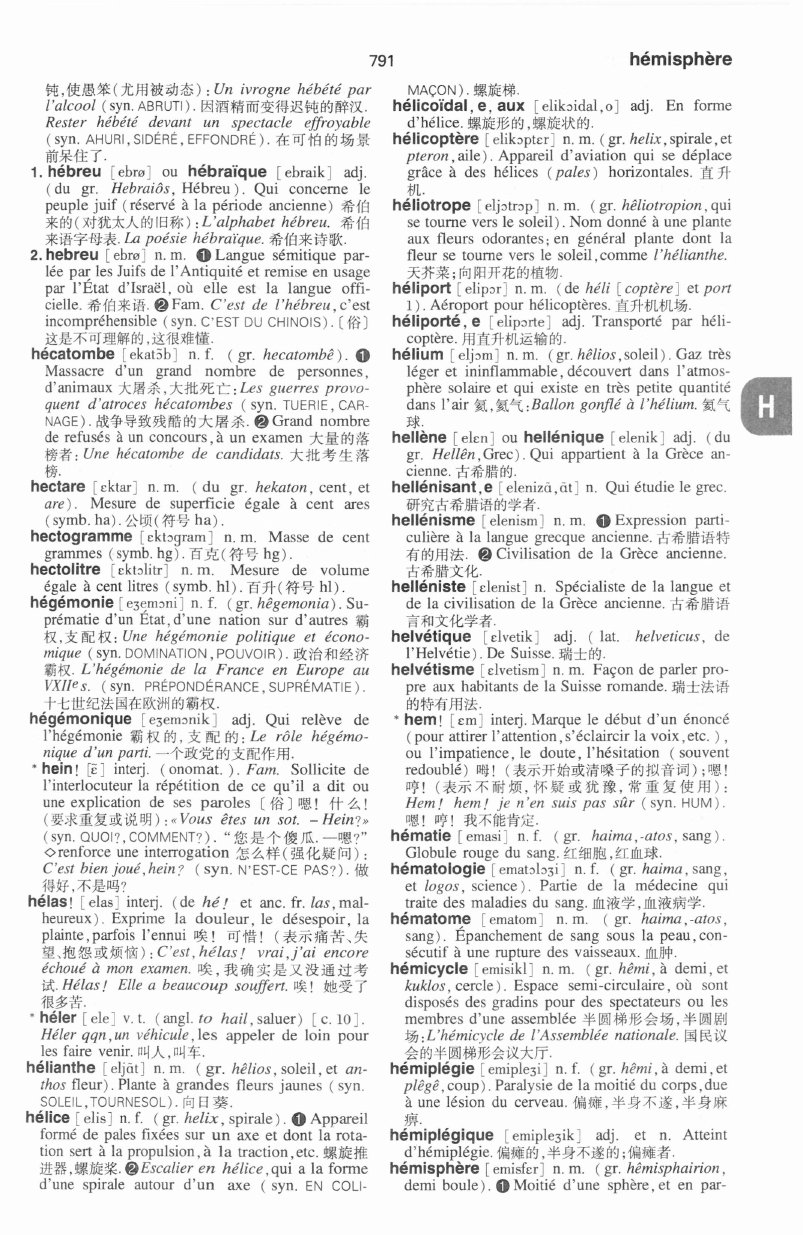 791
hémisphère
钝,使愚笨(尤用被动态):Un ivrogne hébété par
l'alcool (syn. ABRUTI). 因酒精而变得迟钝的醉汉.
Rester hébété devant un spectacle effroyable
(syn. AHURI, SIDÉRÉ, EFFONDRÉ). 在可怕的场景
前呆住了.
1. hébreu [ebrø] ou hébraïque [ebraik] adj.
(du gr. Hebraiôs, Hébreu). Qui concerne le
peuple juif (réservé à la période ancienne) 希伯
来的(对犹太人的旧称):L'alphabet hébreu. 希伯
来语字母表. La poésie hébraïque. 希伯来诗歌.
2. hebreu [ebrø] n. m. ❶ Langue sémitique par-
lée par les Juifs de l'Antiquité et remise en usage
par l'État d'Israël, où elle est la langue offi-
cielle. 希伯来语. ❷ Fam. C'est de l'hébreu, c'est
incompréhensible (syn. C'EST DU CHINOIS). [俗]
这是不可理解的,这很难懂.
hécatombe [ekatɔ̃b] n. f. (gr. hecatombê). ❶
Massacre d'un grand nombre de personnes,
d'animaux 大屠杀,大批死亡:Les guerres provo-
quent d'atroces hécatombes (syn. TUERIE, CAR-
NAGE). 战争导致残酷的大屠杀. ❷ Grand nombre
de refusés à un concours, à un examen 大量的落
榜者: Une hécatombe de candidats. 大批考生落
榜.
hectare [ɛktar] n. m. (du gr. hekaton, cent, et
are). Mesure de superficie égale à cent ares
(symb. ha). 公顷(符号 ha).
hectogramme [ɛktɔgram] n. m. Masse de cent
grammes (symb. hg). 百克(符号 hg).
hectolitre [ɛktɔlitr] n. m. Mesure de volume
égale à cent litres (symb. hl). 百升(符号 hl).
hégémonie [eʒemɔni] n. f. (gr. hêgemonia). Su-
prématie d'un État, d'une nation sur d'autres 霸
权,支配权: Une hégémonie politique et écono-
mique (syn. DOMINATION, POUVOIR). 政治和经济
霸权. L'hégémonie de la France en Europe au
XVIIe s. (syn. PRÉPONDÉRANCE, SUPRÉMATIE).
十七世纪法国在欧洲的霸权.
hégémonique [eʒemɔnik] adj. Qui relève de
l'hégémonie 霸权的,支配的: Le rôle hégémo-
nique d'un parti. 一个政党的支配作用.
* hein! [ɛ̃] interj. (onomat.). Fam. Sollicite de
l'interlocuteur la répétition de ce qu'il a dit ou
une explication de ses paroles [俗]嗯! 什么!
(要求重复或说明): «Vous êtes un sot. – Hein?»
(syn. QUOI?, COMMENT?). “您是个傻瓜. —嗯?”
◇renforce une interrogation 怎么样(强化疑问):
C'est bien joué, hein? (syn. N'EST-CE PAS?). 做
得好,不是吗?
hélas! [elas] interj. (de hé! et anc. fr. las, mal-
heureux). Exprime la douleur, le désespoir, la
plainte, parfois l'ennui 唉! 可惜! (表示痛苦、失
望、抱怨或烦恼): C'est, hélas! vrai, j'ai encore
échoué à mon examen. 唉,我确实是又没通过考
试. Hélas! Elle a beaucoup souffert. 唉! 她受了
很多苦.
* héler [ele] v. t. (angl. to hail, saluer) [c. 10].
Héler qqn, un véhicule, les appeler de loin pour
les faire venir. 叫人,叫车.
hélianthe [eljɑ̃t] n. m. (gr. hêlios, soleil, et an-
thos fleur). Plante à grandes fleurs jaunes (syn.
SOLEIL, TOURNESOL). 向日葵.
hélice [elis] n. f. (gr. helix, spirale). ❶ Appareil
formé de pales fixées sur un axe et dont la rota-
tion sert à la propulsion, à la traction, etc. 螺旋推
进器,螺旋桨. ❷ Escalier en hélice, qui a la forme
d'une spirale autour d'un axe (syn. EN COLI-
MAÇON). 螺旋梯.
hélicoïdal, e, aux [elikɔidal, o] adj. En forme
d'hélice. 螺旋形的,螺旋状的.
hélicoptère [elikɔptɛr] n. m. (gr. helix, spirale, et
pteron, aile). Appareil d'aviation qui se déplace
grâce à des hélices (pales) horizontales. 直升
机.
héliotrope [eljɔtrɔp] n. m. (gr. hêliotropion, qui
se tourne vers le soleil). Nom donné à une plante
aux fleurs odorantes; en général plante dont la
fleur se tourne vers le soleil, comme l'hélianthe.
天芥菜;向阳开花的植物.
héliport [elipɔr] n. m. (de héli [coptère] et port
1). Aéroport pour hélicoptères. 直升机机场.
héliporté, e [elipɔrte] adj. Transporté par héli-
coptère. 用直升机运输的.
hélium [eljɔm] n. m. (gr. hêlios, soleil). Gaz très
léger et ininflammable, découvert dans l'atmos-
phère solaire et qui existe en très petite quantité
dans l'air 氦,氦气: Ballon gonflé à l'hélium. 氦气
球.
hellène [elɛn] ou hellénique [elenik] adj. (du
gr. Hellên, Grec). Qui appartient à la Grèce an-
cienne. 古希腊的.
hellénisant, e [elenizɑ̃, ɑ̃t] n. Qui étudie le grec.
研究古希腊语的学者.
hellénisme [elenism] n. m. ❶ Expression parti-
culière à la langue grecque ancienne. 古希腊语特
有的用法. ❷ Civilisation de la Grèce ancienne.
古希腊文化.
helléniste [ɛlenist] n. Spécialiste de la langue et
de la civilisation de la Grèce ancienne. 古希腊语
言和文化学者.
helvétique [ɛlvetik] adj. (lat. helveticus, de
l'Helvétie). De Suisse. 瑞士的.
helvétisme [ɛlvetism] n. m. Façon de parler pro-
pre aux habitants de la Suisse romande. 瑞士法语
的特有用法.
* hem! [ɛm] interj. Marque le début d'un énoncé
(pour attirer l'attention, s'éclaircir la voix, etc.),
ou l'impatience, le doute, l'hésitation (souvent
redoublé) 呣! (表示开始或清嗓子的拟音词);嗯!
哼! (表示不耐烦,怀疑或犹豫,常重复使用):
Hem! hem! je n'en suis pas sûr (syn. HUM).
嗯! 哼! 我不能肯定.
hématie [emasi] n. f. (gr. haima, -atos, sang).
Globule rouge du sang. 红细胞,红血球.
hématologie [ematɔlɔʒi] n. f. (gr. haima, sang,
et logos, science). Partie de la médecine qui
traite des maladies du sang. 血液学,血液病学.
hématome [ematom] n. m. (gr. haima, -atos,
sang). Épanchement de sang sous la peau, con-
sécutif à une rupture des vaisseaux. 血肿.
hémicycle [emisikl] n. m. (gr. hêmi, à demi, et
kuklos, cercle). Espace semi-circulaire, où sont
disposés des gradins pour des spectateurs ou les
membres d'une assemblée 半圆梯形会场,半圆剧
场: L'hémicycle de l'Assemblée nationale. 国民议
会的半圆梯形会议大厅.
hémiplégie [emipleʒi] n. f. (gr. hêmi, à demi, et
plêgê, coup). Paralysie de la moitié du corps, due
à une lésion du cerveau. 偏瘫,半身不遂,半身麻
痹.
hémiplégique [emipleʒik] adj. et n. Atteint
d'hémiplégie. 偏瘫的,半身不遂的;偏瘫者.
hémisphère [emisfɛr] n. m. (gr. hêmisphairion,
demi boule). ❶ Moitié d'une sphère, et en par-
H